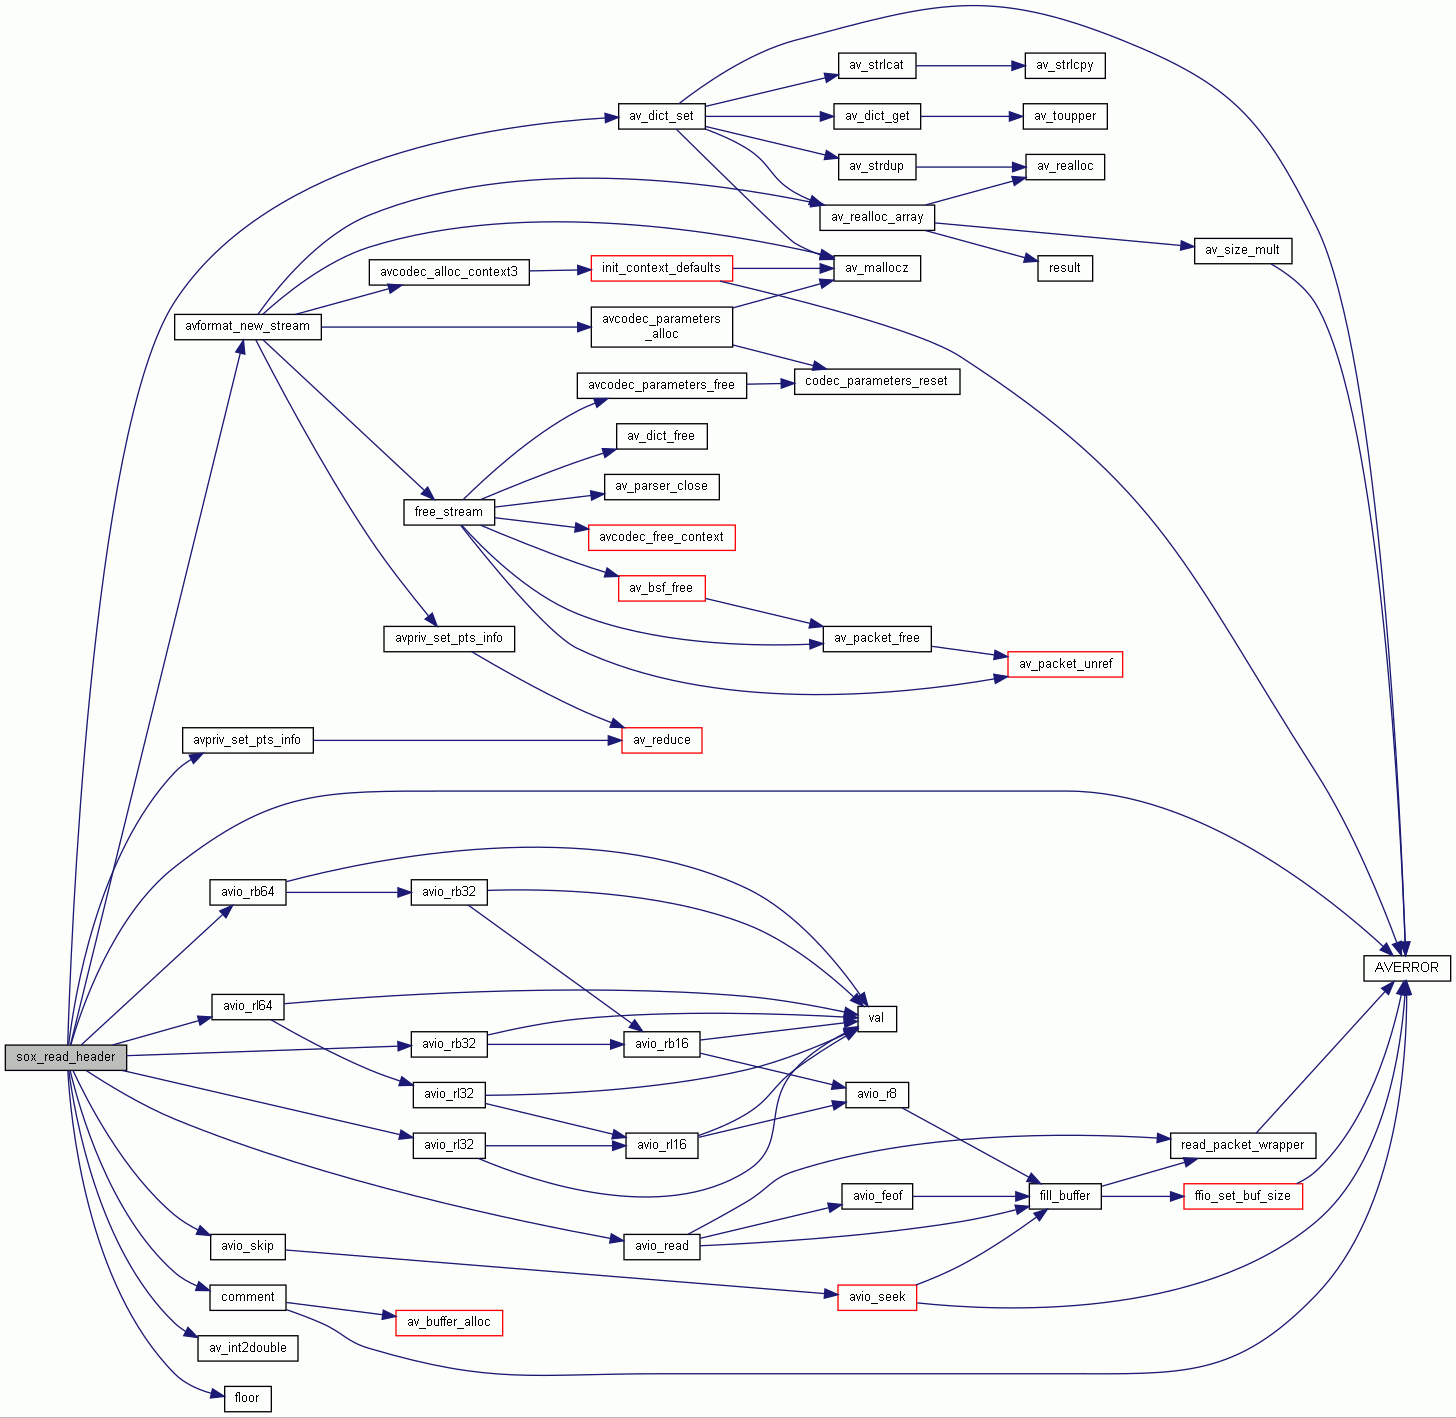 av_strlcat
av_strlcpy
av_dict_set
av_dict_get
av_toupper
av_strdup
av_realloc
av_realloc_array
av_size_mult
avcodec_alloc_context3
init_context_defaults
av_mallocz
result
avformat_new_stream
avcodec_parameters
_alloc
avcodec_parameters_free
codec_parameters_reset
av_dict_free
av_parser_close
free_stream
avcodec_free_context
av_bsf_free
avpriv_set_pts_info
av_packet_free
av_packet_unref
avpriv_set_pts_info
av_reduce
avio_rb64
avio_rb32
AVERROR
avio_rl64
val
sox_read_header
avio_rb32
avio_rb16
avio_rl32
avio_r8
avio_rl32
avio_rl16
read_packet_wrapper
avio_feof
fill_buffer
ffio_set_buf_size
avio_skip
avio_read
comment
avio_seek
av_buffer_alloc
av_int2double
floor